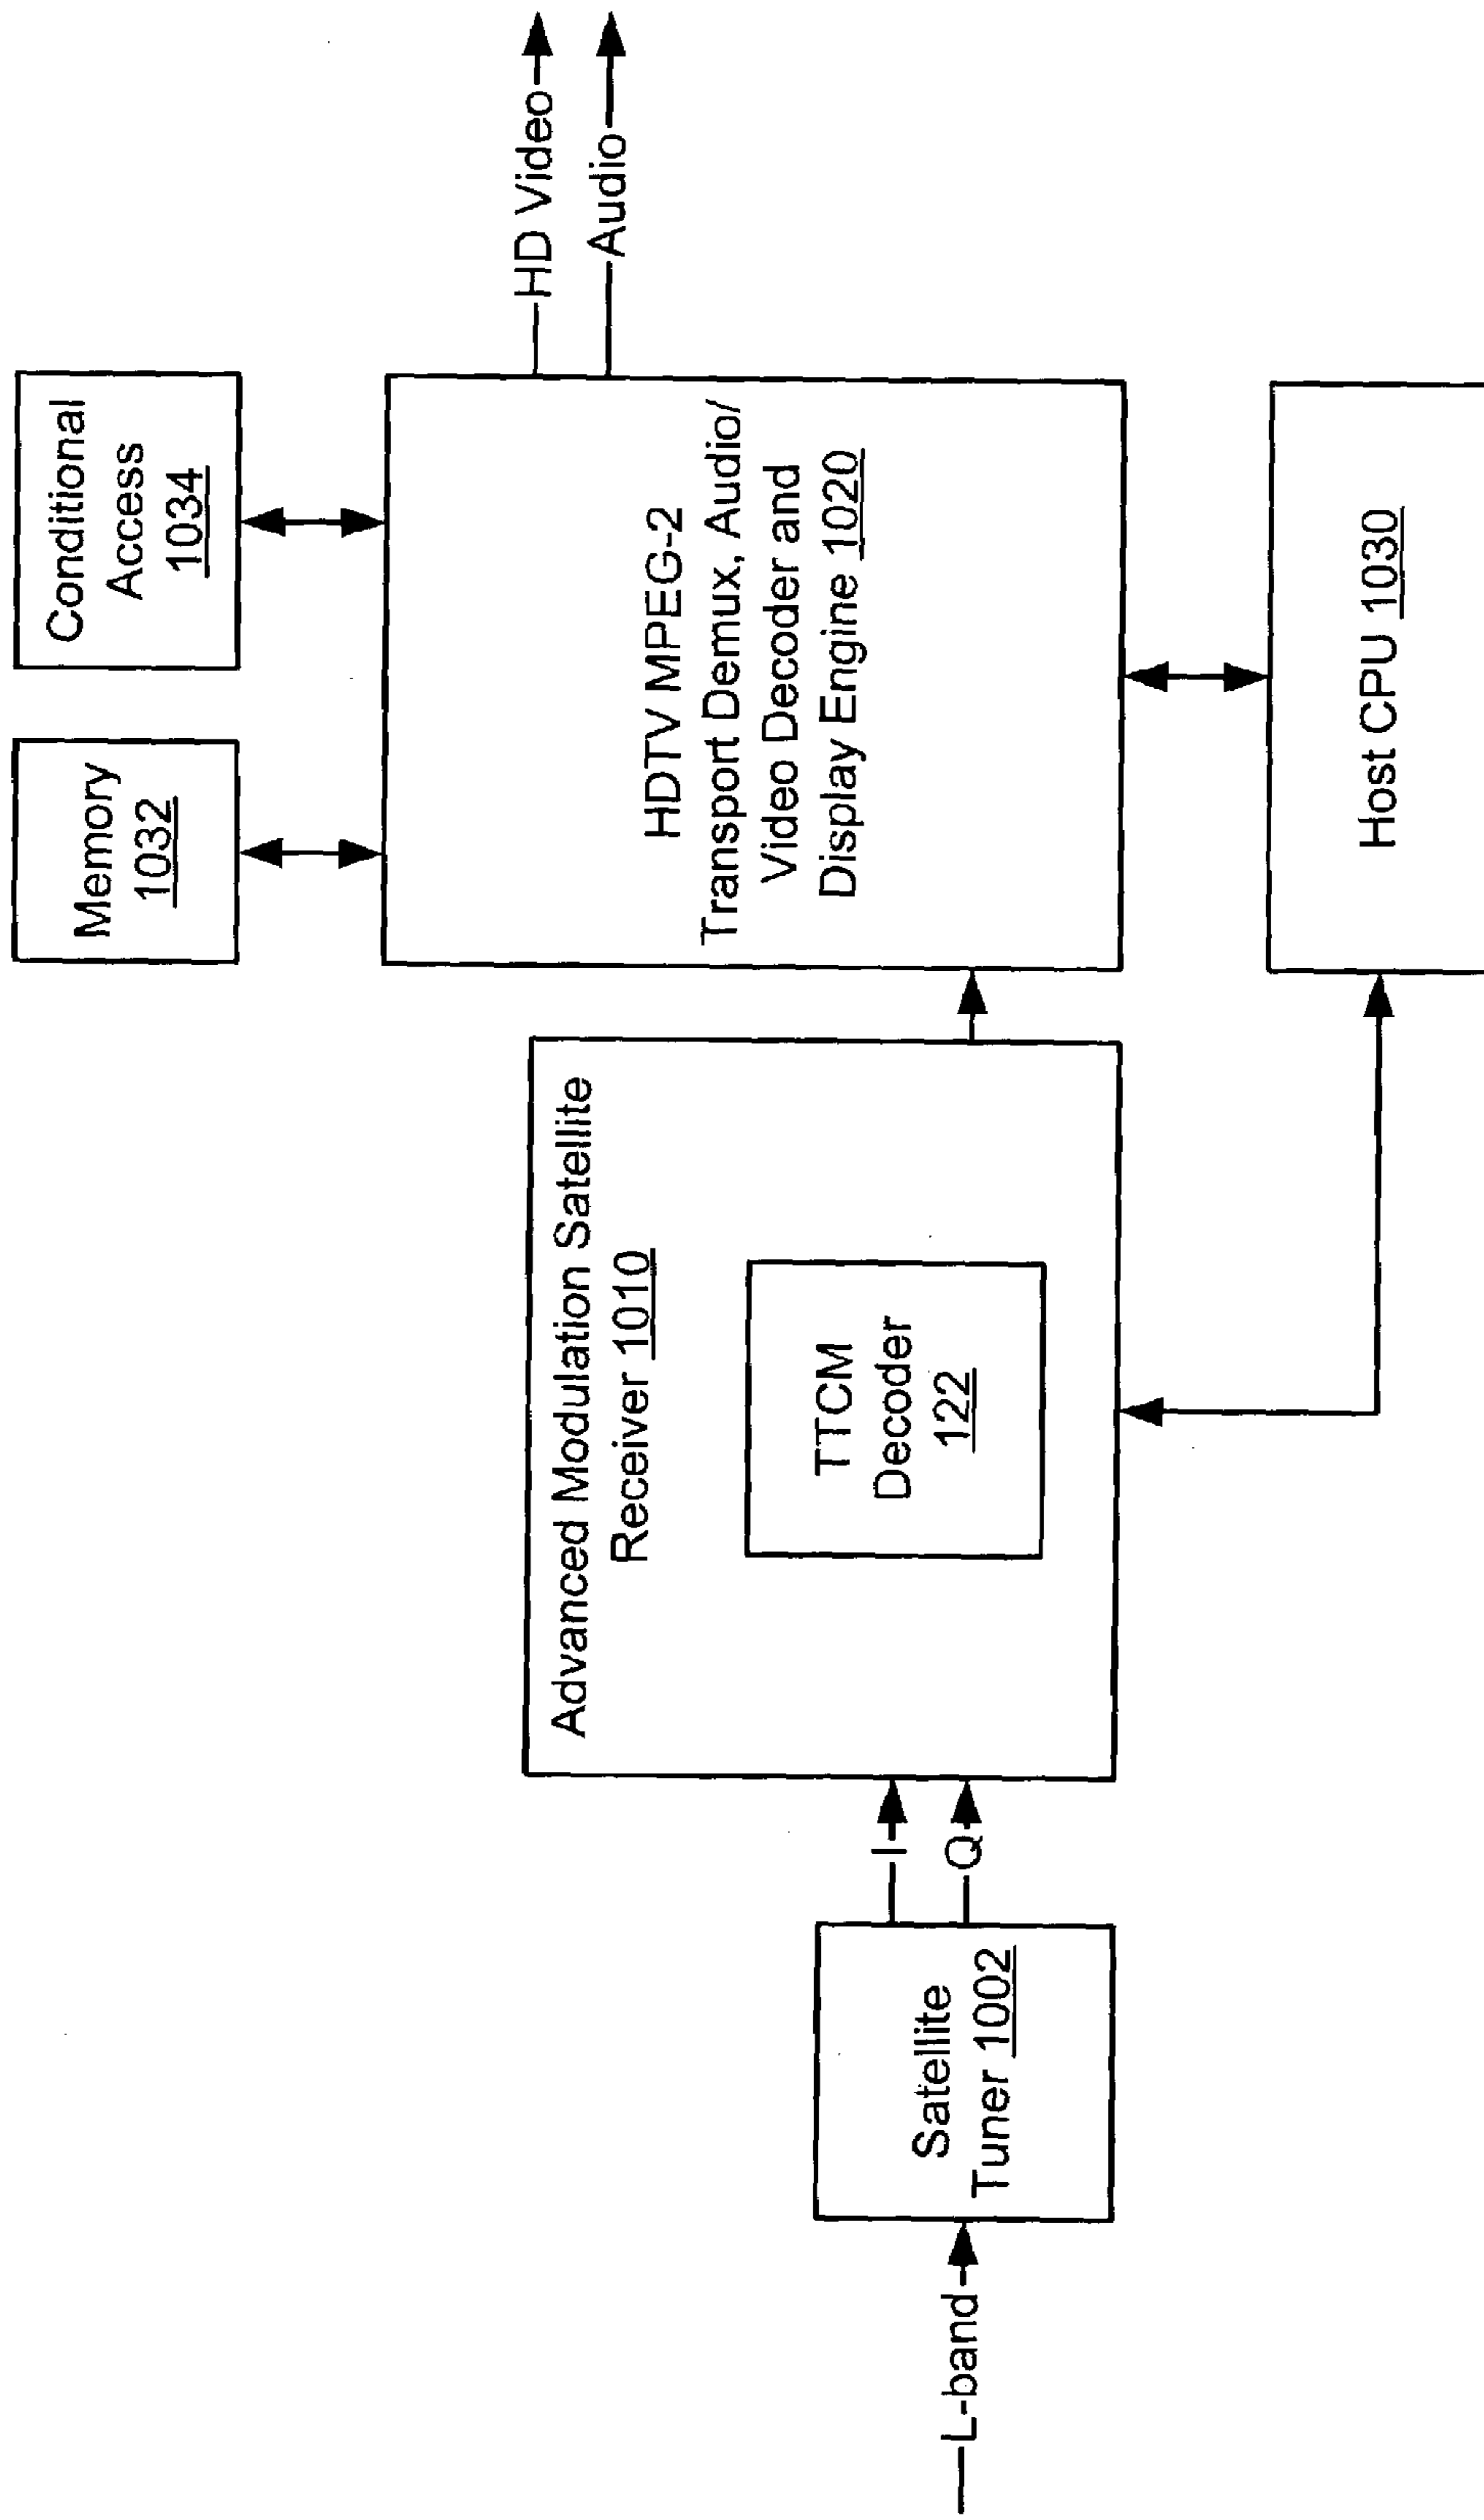 Conditional
Access
1034
Memory
1032
HD Video
Audio
HDTV MPEG-2
Transport Demux, Audio/
Video Decoder and
Display Engine 1020
Advanced Modulation Satellite
Receiver 1010
TTCM
Decoder
122
I
Q
Satellite
Tuner 1002
L-band
Host CPU 1030